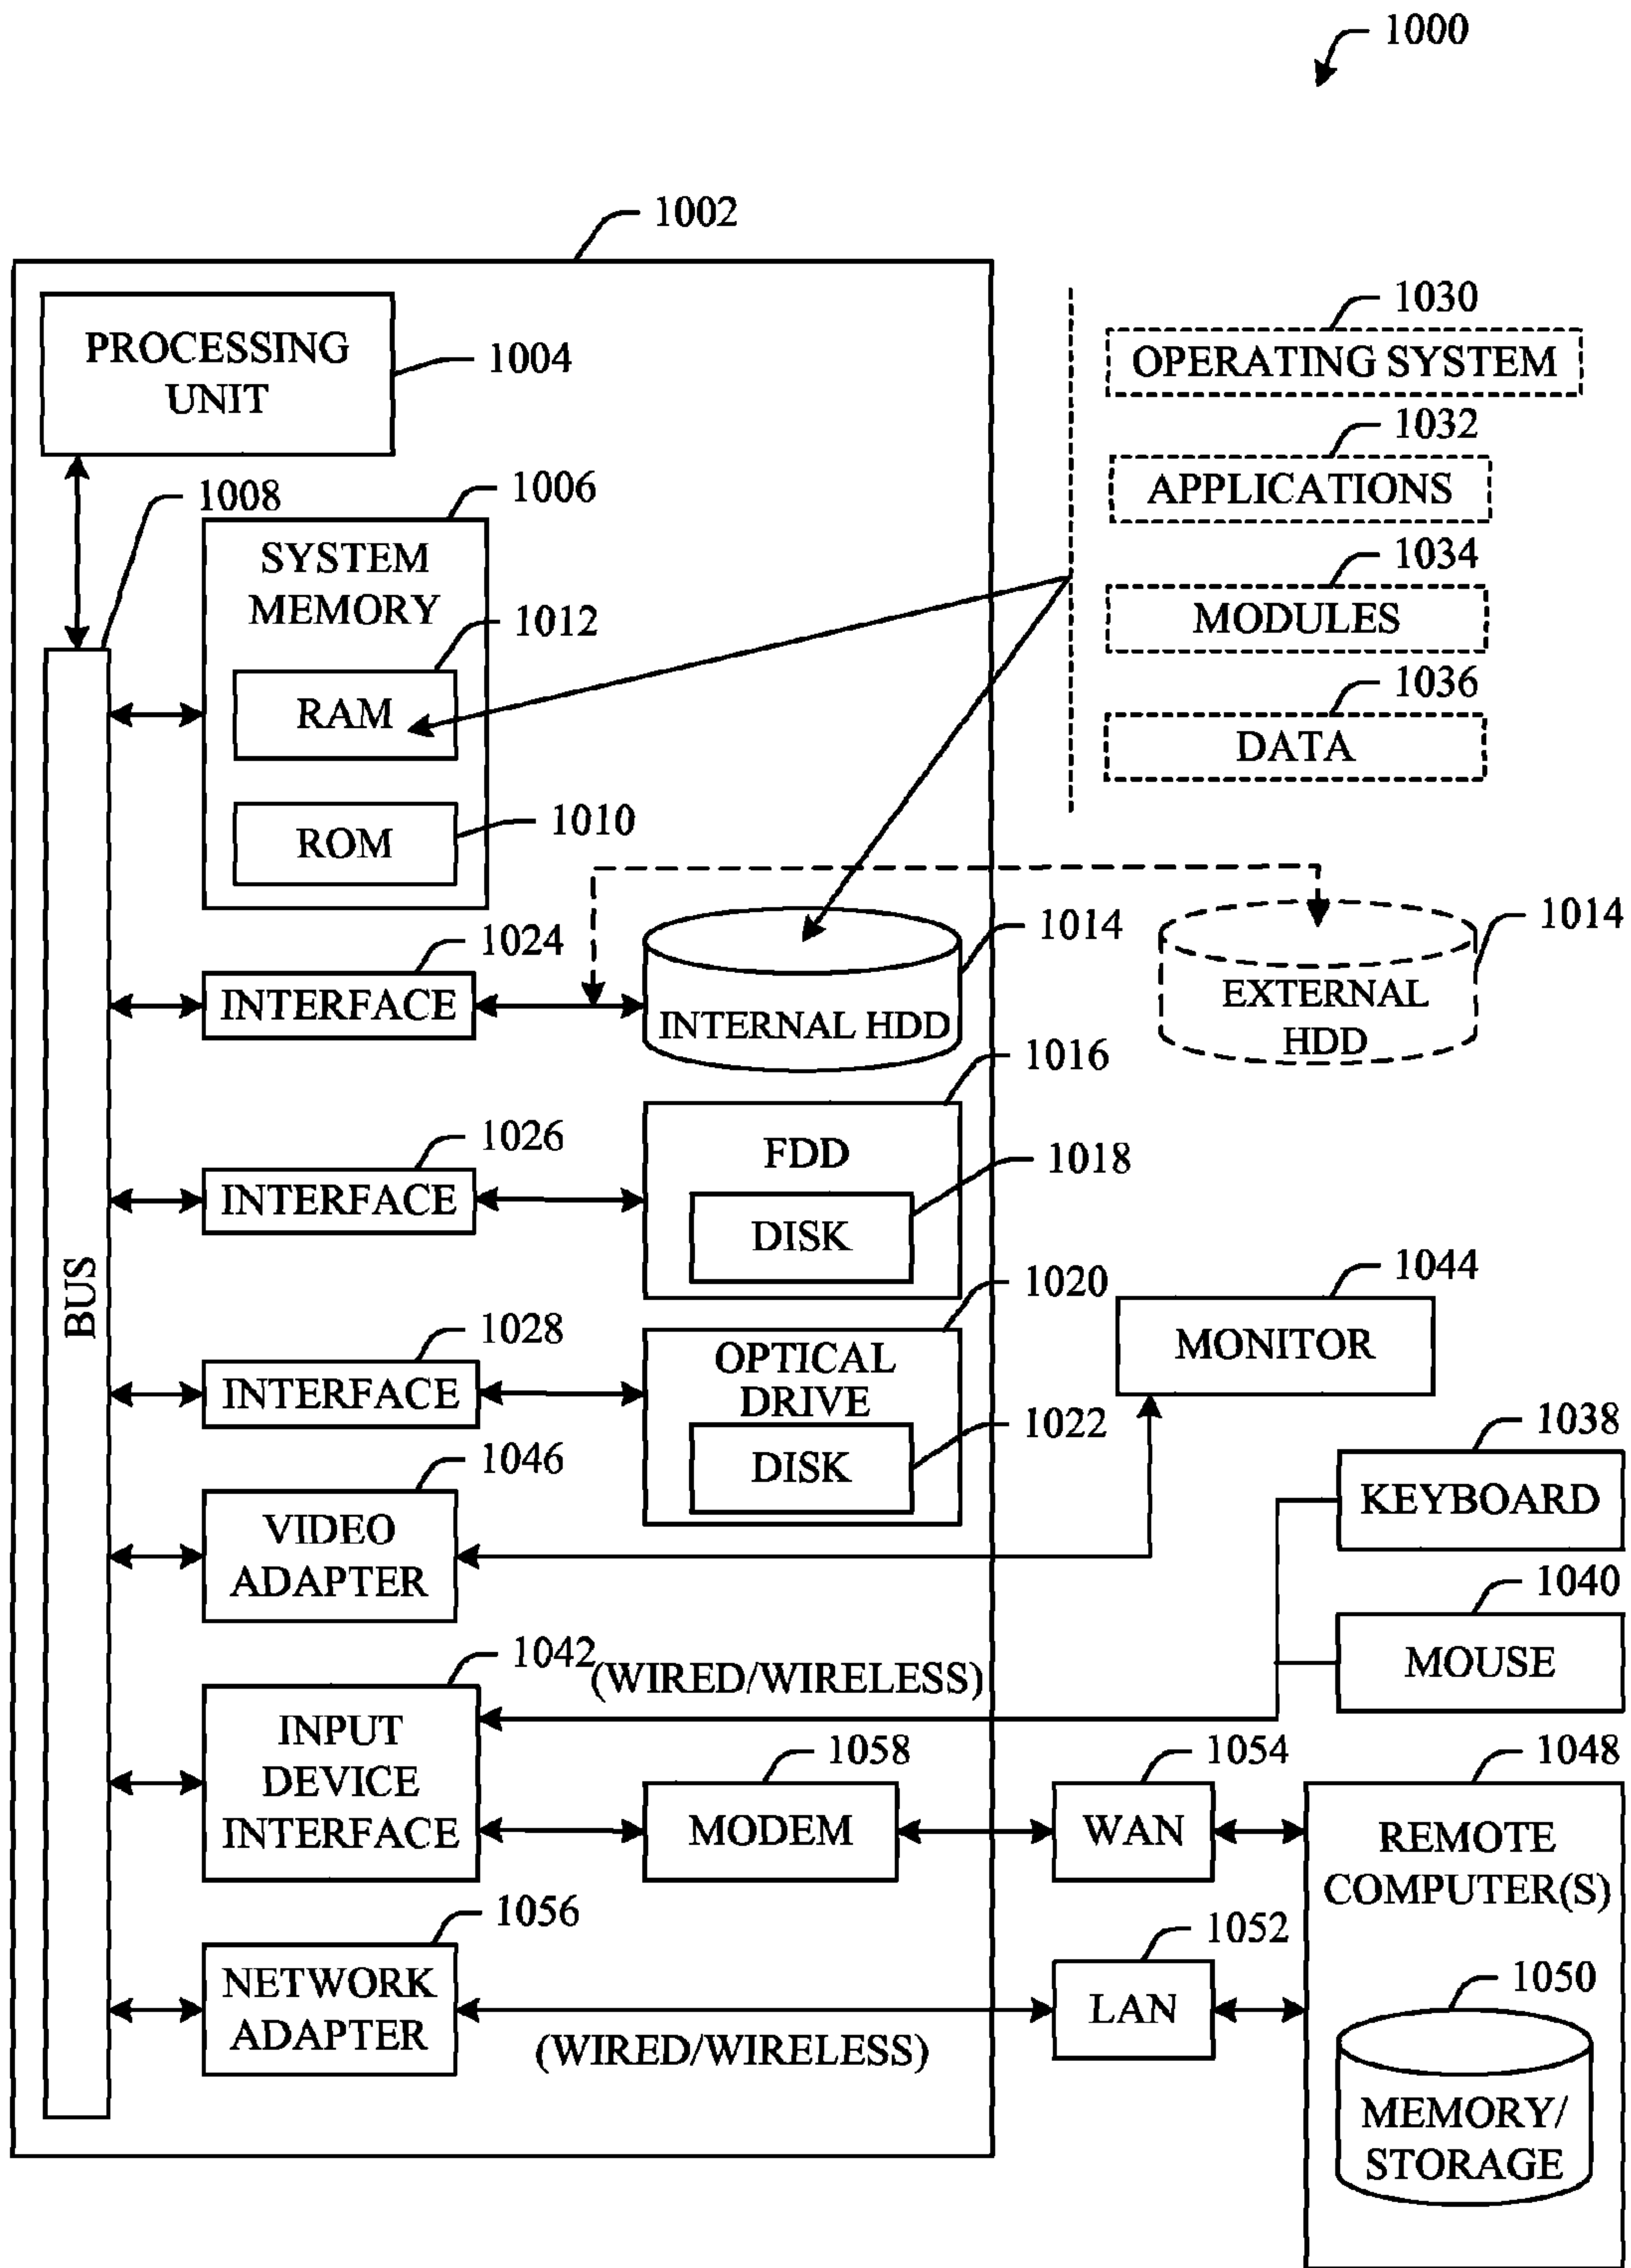 1000
1002
PROCESSING
UNIT
1004
1030
OPERATING SYSTEM
1032
APPLICATIONS
1034
MODULES
1036
DATA
1008
1006
SYSTEM
MEMORY
1012
RAM
1010
ROM
1024
INTERFACE
1014
INTERNAL HDD
1014
EXTERNAL
HDD
1016
1026
INTERFACE
FDD
1018
DISK
BUS
1020
1028
INTERFACE
OPTICAL
DRIVE
1022
DISK
1044
MONITOR
1038
KEYBOARD
1046
VIDEO
ADAPTER
1040
MOUSE
1042
(WIRED/WIRELESS)
INPUT
DEVICE
INTERFACE
1058
MODEM
1054
WAN
1048
REMOTE
COMPUTER(S)
1056
NETWORK
ADAPTER
(WIRED/WIRELESS)
1052
LAN
1050
MEMORY/
STORAGE